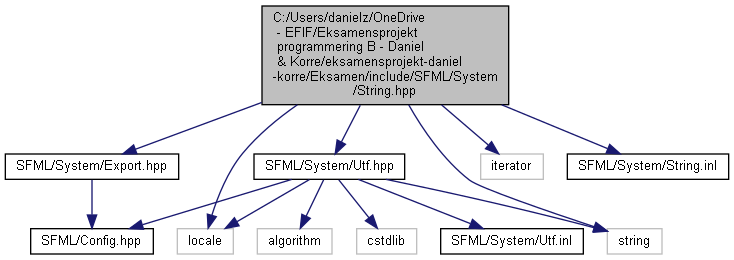 C:/Users/danielz/OneDrive
- EFIF/Eksamensprojekt
programmering B - Daniel
& Korre/eksamensprojekt-daniel
-korre/Eksamen/include/SFML/System
/String.hpp
SFML/System/Export.hpp
SFML/System/Utf.hpp
iterator
SFML/System/String.inl
SFML/Config.hpp
locale
algorithm
cstdlib
SFML/System/Utf.inl
string